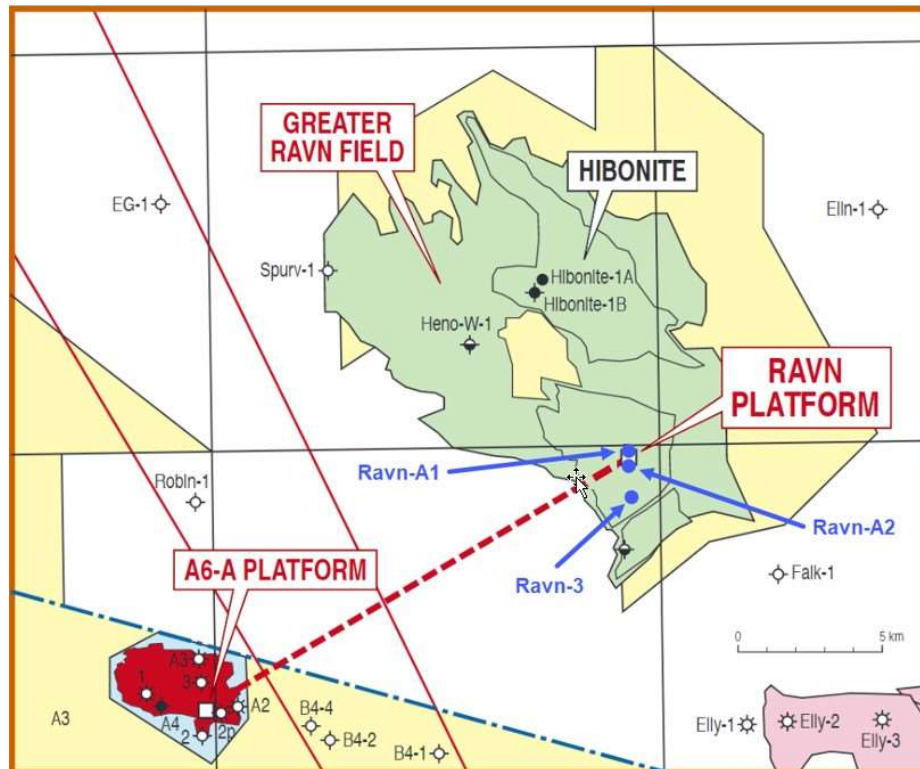 GREATER
RAVN FIELD
HIBONITE
EG-1
Elln-1
Spurv-1
Hibonite-1A
Hibonite-1B
Heno-W-1
RAVN
PLATFORM
Ravn-A1
Robln-1
Ravn-A2
A6-A PLATFORM
Ravn-3
Falk-1
0 5 km
A3
3
1
A3
A4
A2
2
2p
B4-4
B4-2
B4-1
Elly-1
Elly-2
Elly-3